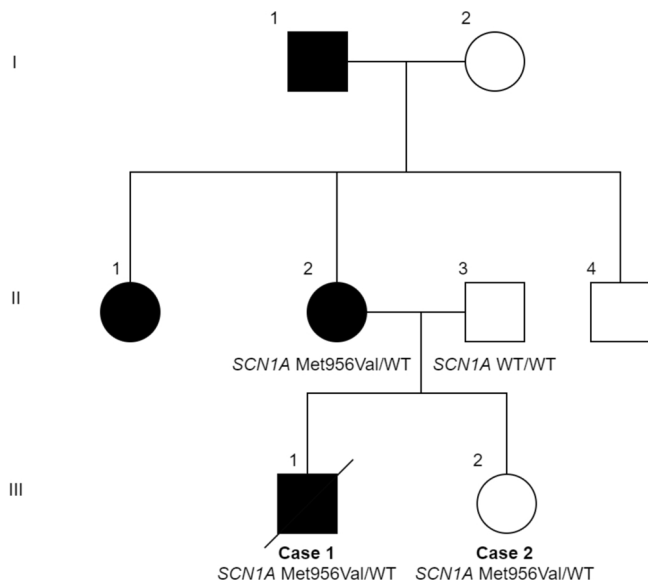 1 2
I
1 2 3 4
II
SCN1A Met956Val/WT SCN1A WT/WT
1 2
III
Case 1 Case 2
SCN1A Met956Val/WT SCN1A Met956Val/WT